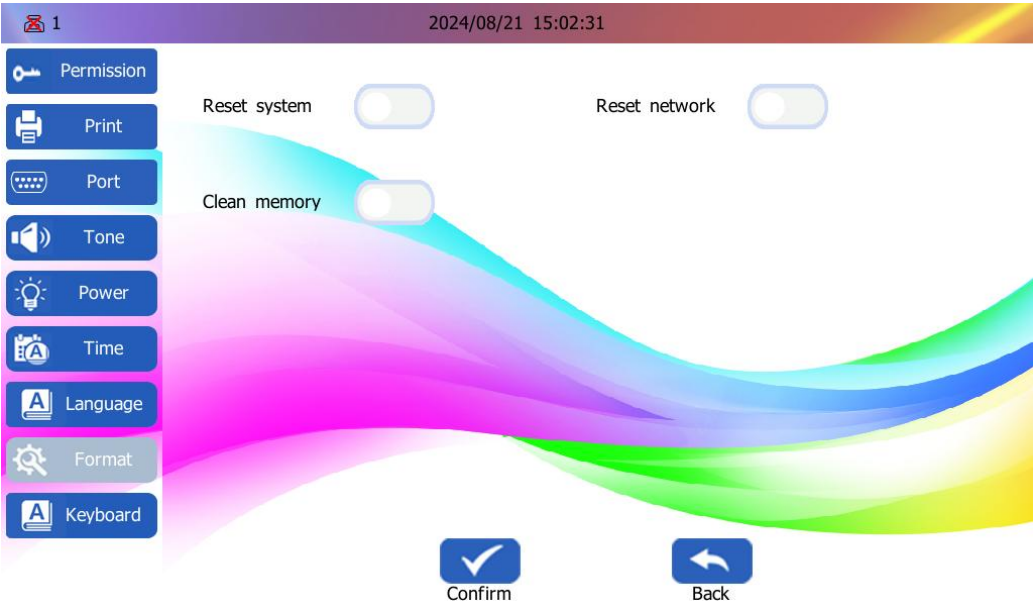 1
2024/08/21 15:02:31
Permission
Print
Port
Tone
Power
Time
A
Language
A
Format
Keyboard
A
Reset system
Reset network
Clean memory
Confirm
Back